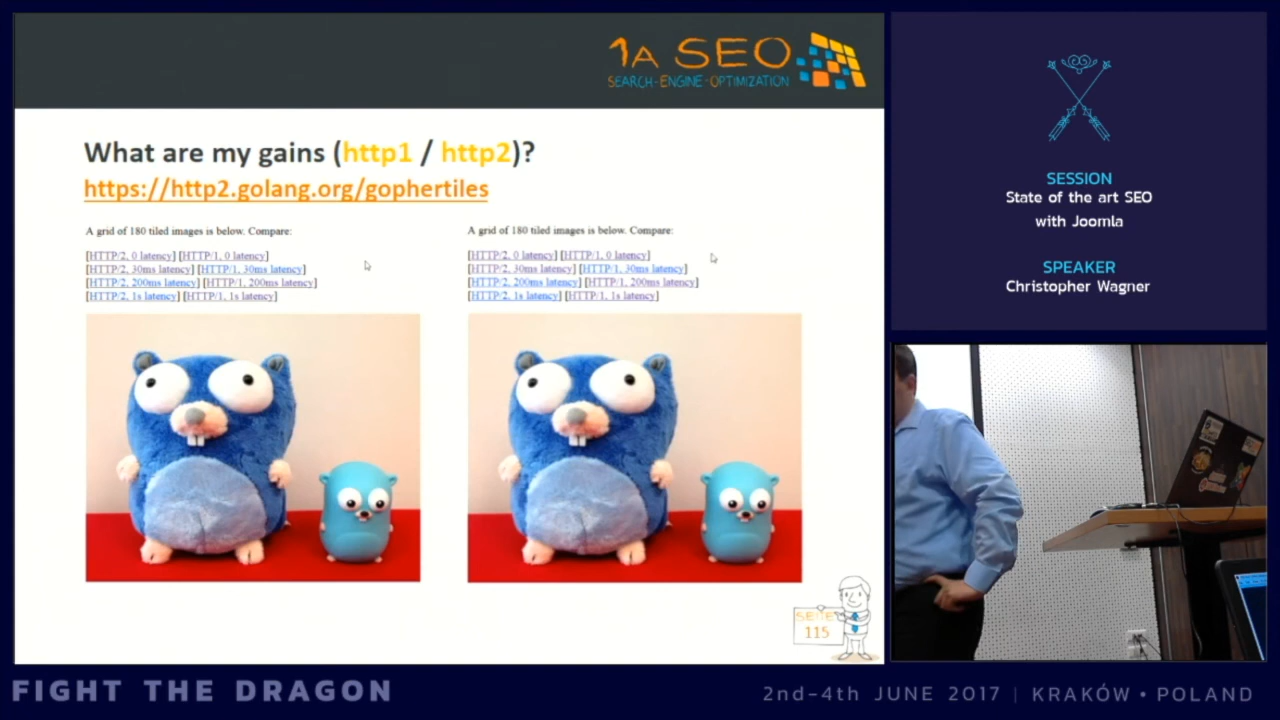 1A SEO
SEARCH-ENGINE-OPTIMIZATION
What are my gains (http1 / http2)?
https://http2.golang.org/gophertiles
A grid of 180 tiled images is below. Compare:
[HTTP/2, 0 latency] [HTTP/1, 0 latency]
[HTTP/2, 30ms latency] [HTTP/1, 30ms latency]
[HTTP/2, 200ms latency] [HTTP/1, 200ms latency]
[HTTP/2, 1s latency] [HTTP/1, 1s latency]
A grid of 180 tiled images is below. Compare:
[HTTP/2, 0 latency] [HTTP/1, 0 latency]
[HTTP/2, 30ms latency] [HTTP/1, 30ms latency]
[HTTP/2, 200ms latency] [HTTP/1, 200ms latency]
[HTTP/2, 1s latency] [HTTP/1, 1s latency]
SEITE
115
SESSION
State of the art SEO
with Joomla
SPEAKER
Christopher Wagner
FIGHT THE DRAGON
2nd-4th JUNE 2017 | KRAKÓW • POLAND